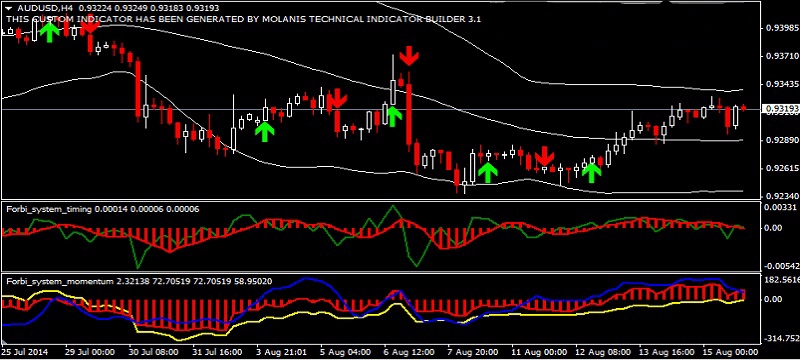 AUDUSD,H4 0.93224 0.93249 0.93183 0.93193
THIS CUSTOM INDICATOR HAS BEEN GENERATED BY MOLANIS TECHNICAL INDICATOR BUILDER 3.1
0.93985
0.93710
0.93435
0.93193
0.92890
0.92615
0.92340
Forbi_system_timing 0.00014 0.00006 0.00006
0.00331
0.00
-0.00542
Forbi_system_momentum 2.32138 72.70519 72.70519 58.95020
182.5616
0.00
-314.752
25 Jul 2014
29 Jul 00:00
30 Jul 08:00
31 Jul 16:00
3 Aug 21:01
5 Aug 04:00
6 Aug 12:00
7 Aug 20:00
11 Aug 00:00
12 Aug 08:00
13 Aug 16:00
15 Aug 00:00